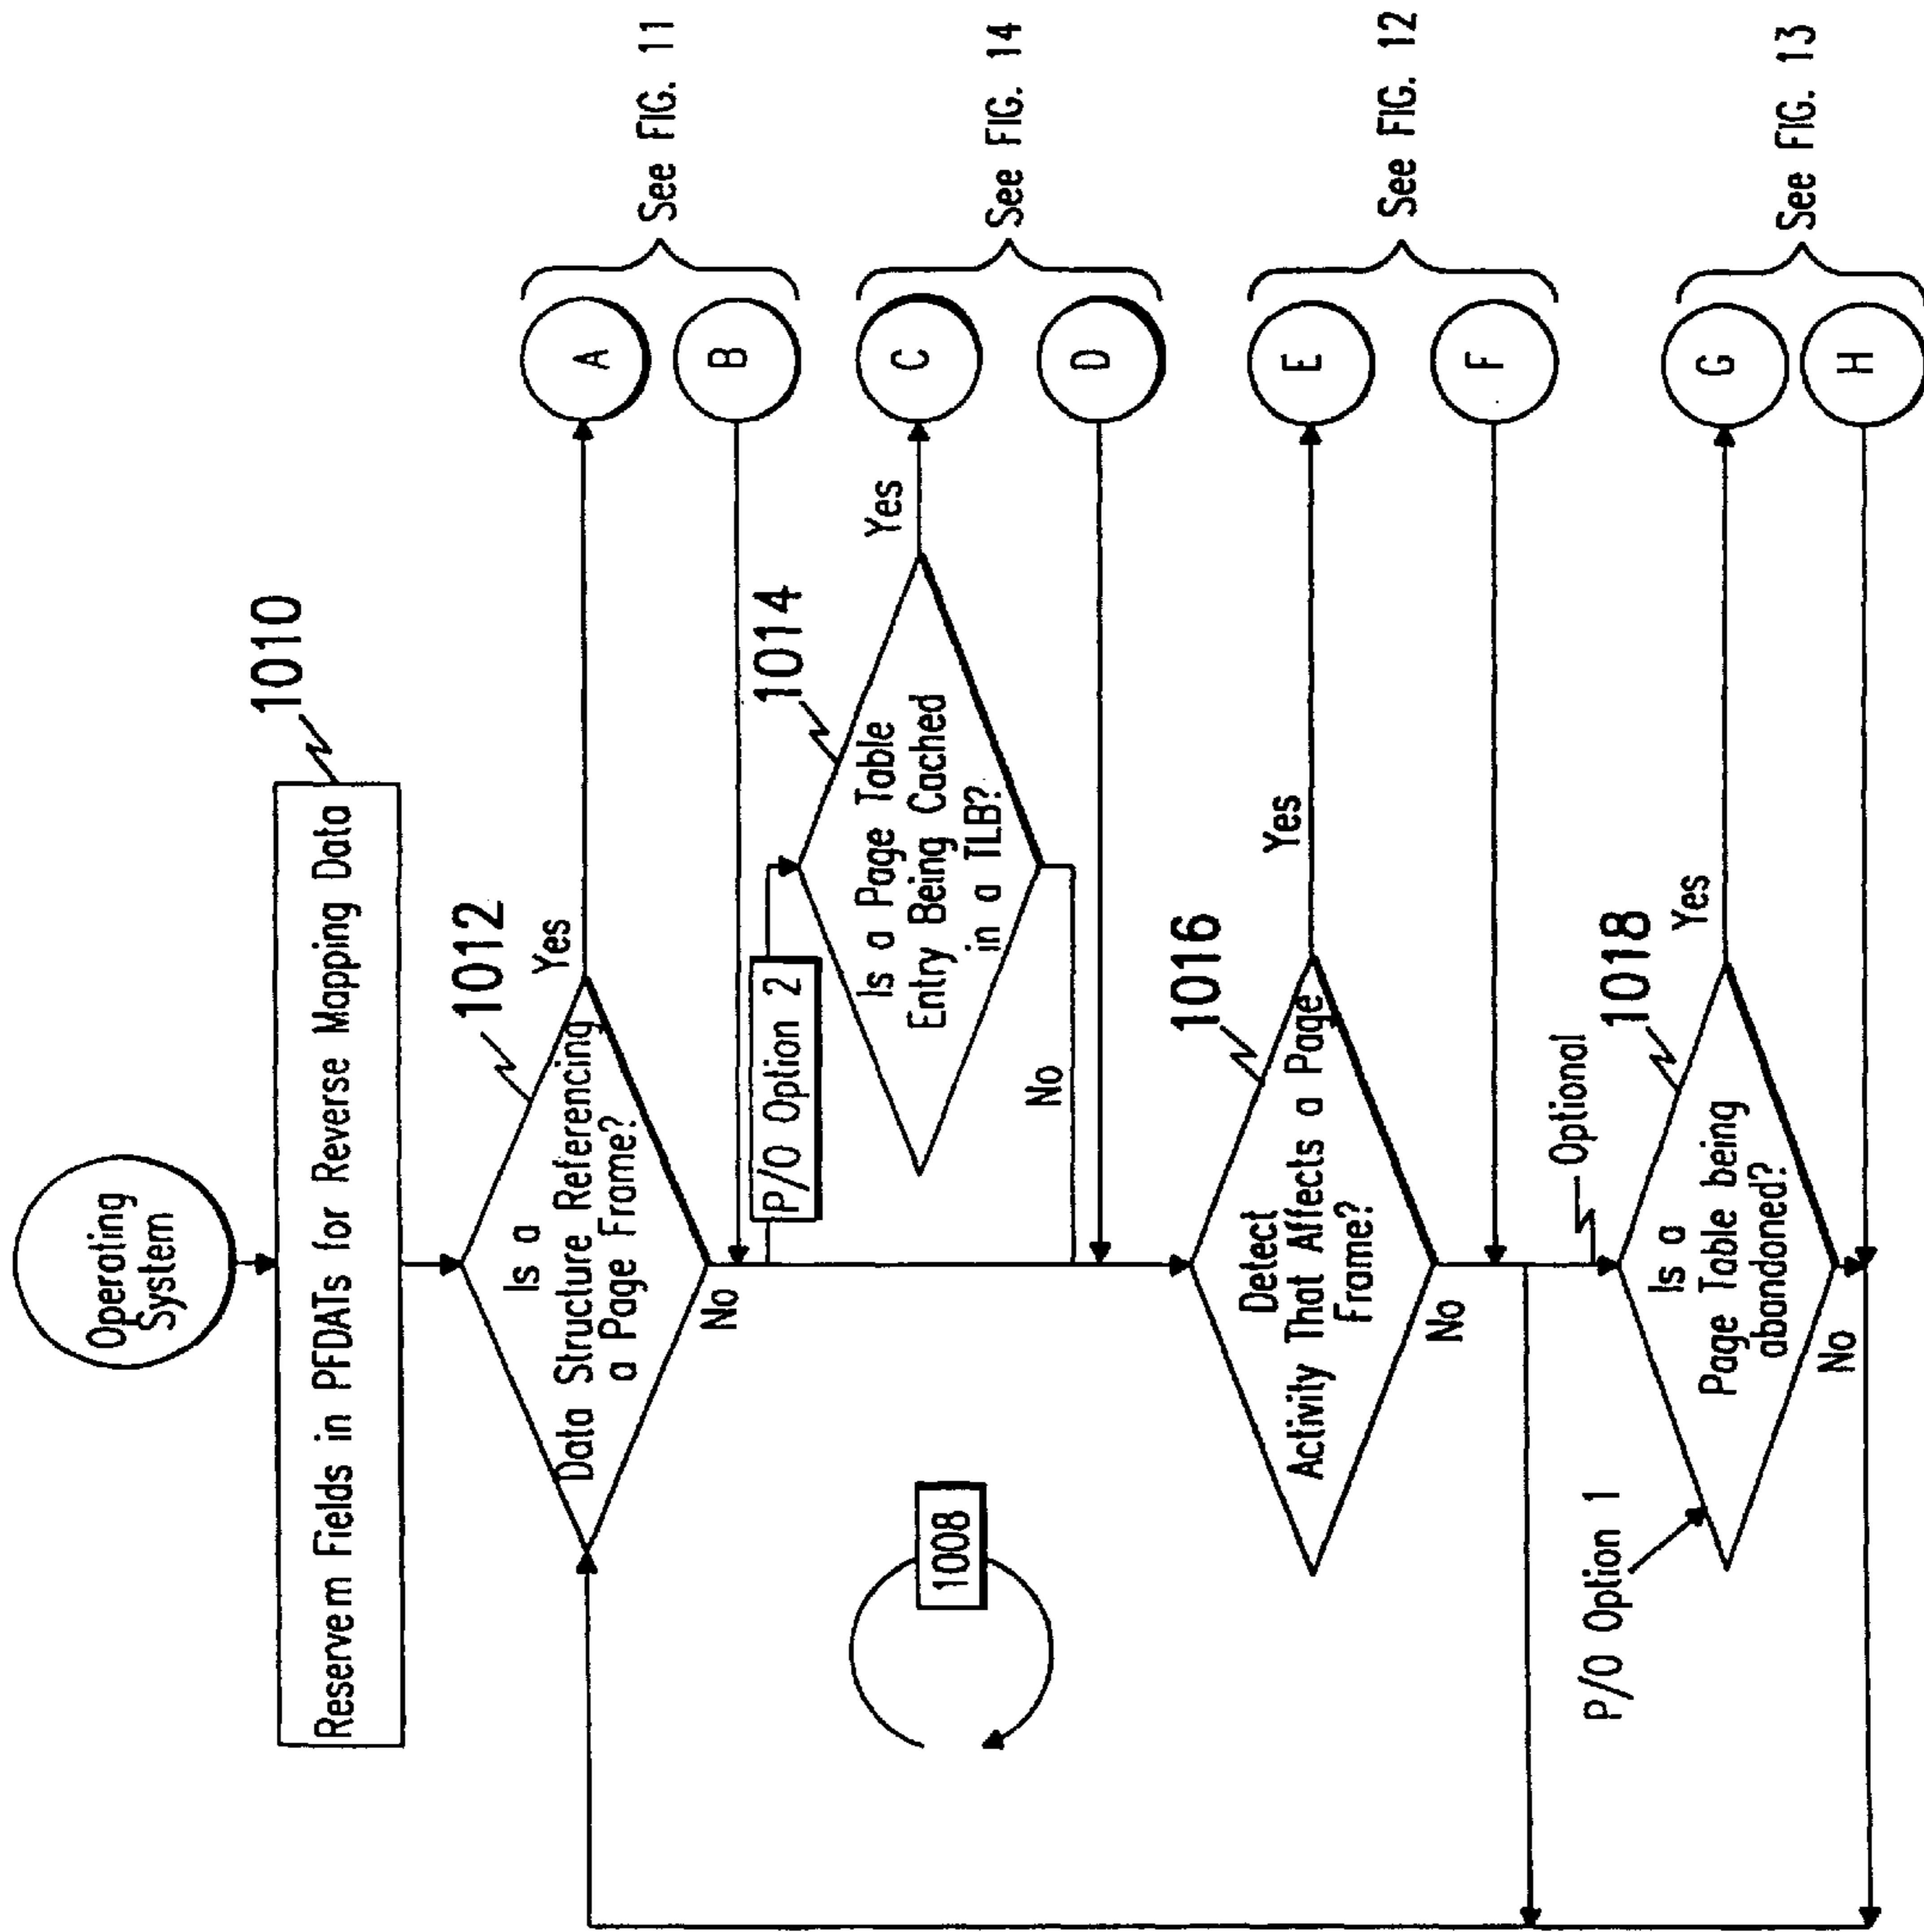 Operating
System
1010
Reserve m Fields in PFDATs for Reverse Mapping Data
1012
Is a
Data Structure Referencing
a Page Frame?
Yes
No
A
B
See FIG. 11
P/O Option 2
1014
Is a Page Table
Entry Being Cached
in a TLB?
Yes
No
C
D
See FIG. 14
1008
1016
Detect
Activity That Affects a Page
Frame?
Yes
No
E
F
See FIG. 12
Optional
P/O Option 1
1018
Is a
Page Table being
abandoned?
Yes
No
G
H
See FIG. 13